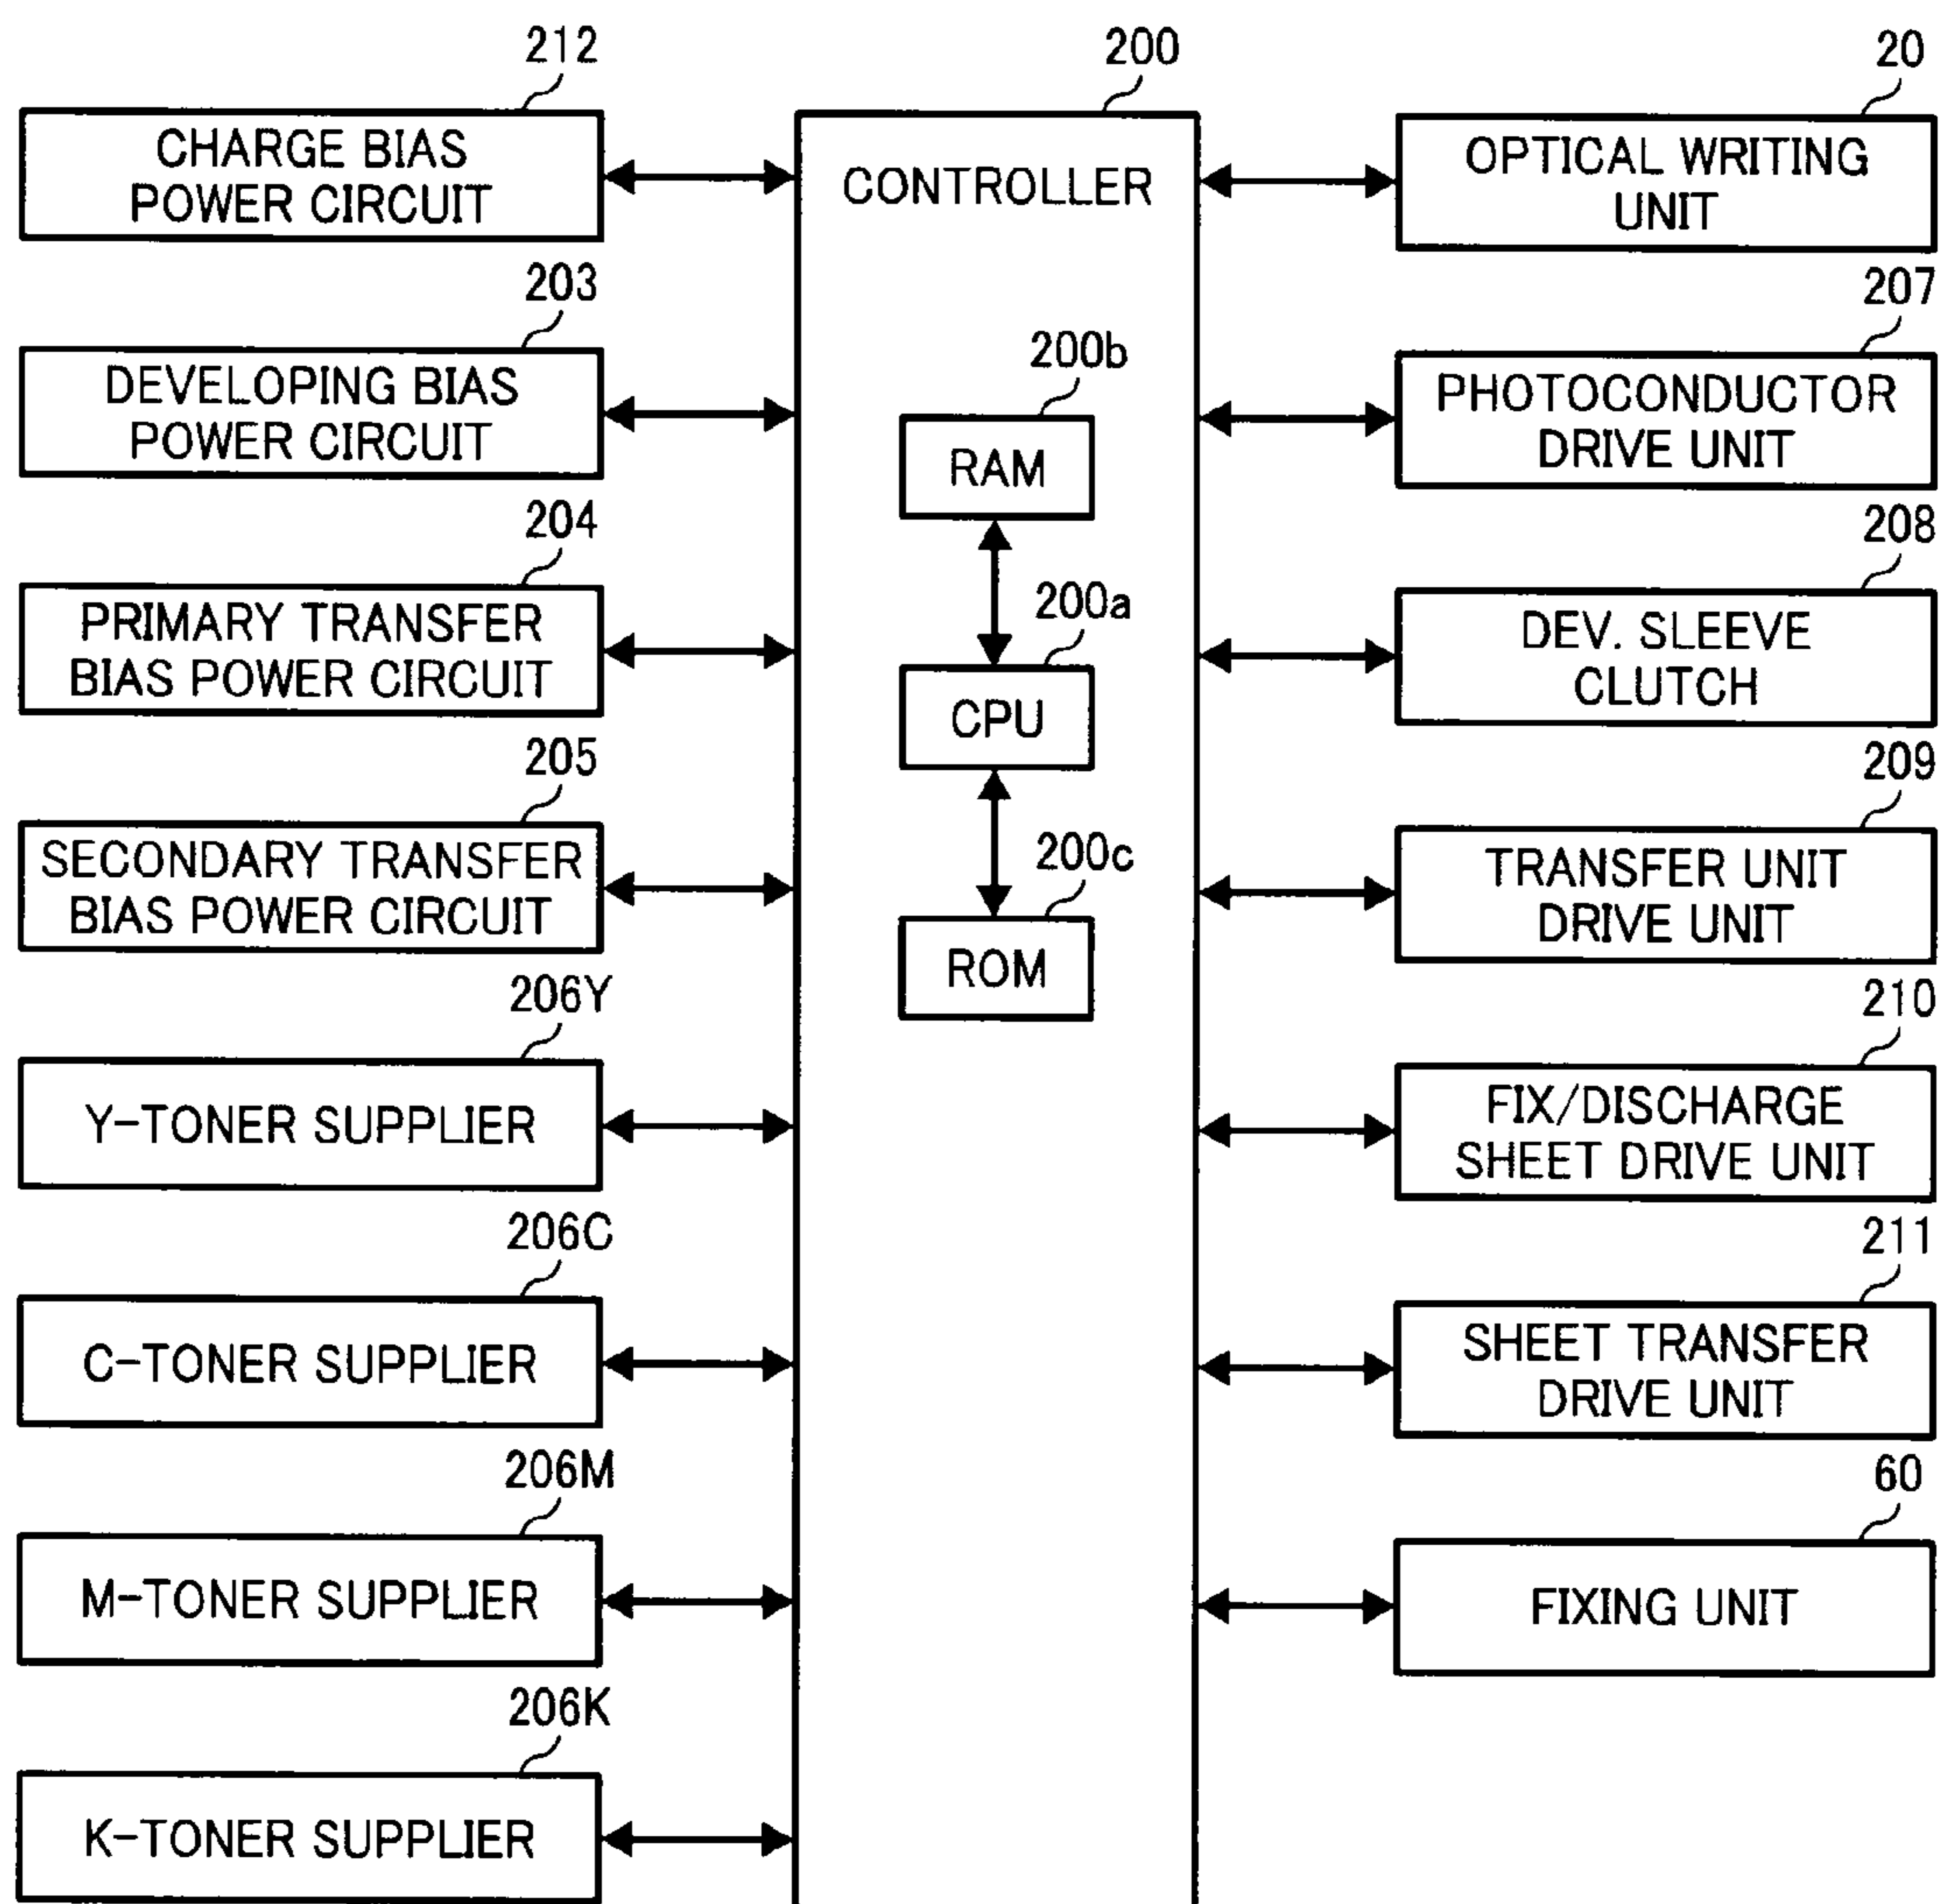 212
CHARGE BIAS
POWER CIRCUIT
203
DEVELOPING BIAS
POWER CIRCUIT
204
PRIMARY TRANSFER
BIAS POWER CIRCUIT
205
SECONDARY TRANSFER
BIAS POWER CIRCUIT
206Y
Y-TONER SUPPLIER
206C
C-TONER SUPPLIER
206M
M-TONER SUPPLIER
206K
K-TONER SUPPLIER
200
CONTROLLER
200b
RAM
200a
CPU
200c
ROM
20
OPTICAL WRITING
UNIT
207
PHOTOCONDUCTOR
DRIVE UNIT
208
DEV. SLEEVE
CLUTCH
209
TRANSFER UNIT
DRIVE UNIT
210
FIX/DISCHARGE
SHEET DRIVE UNIT
211
SHEET TRANSFER
DRIVE UNIT
60
FIXING UNIT